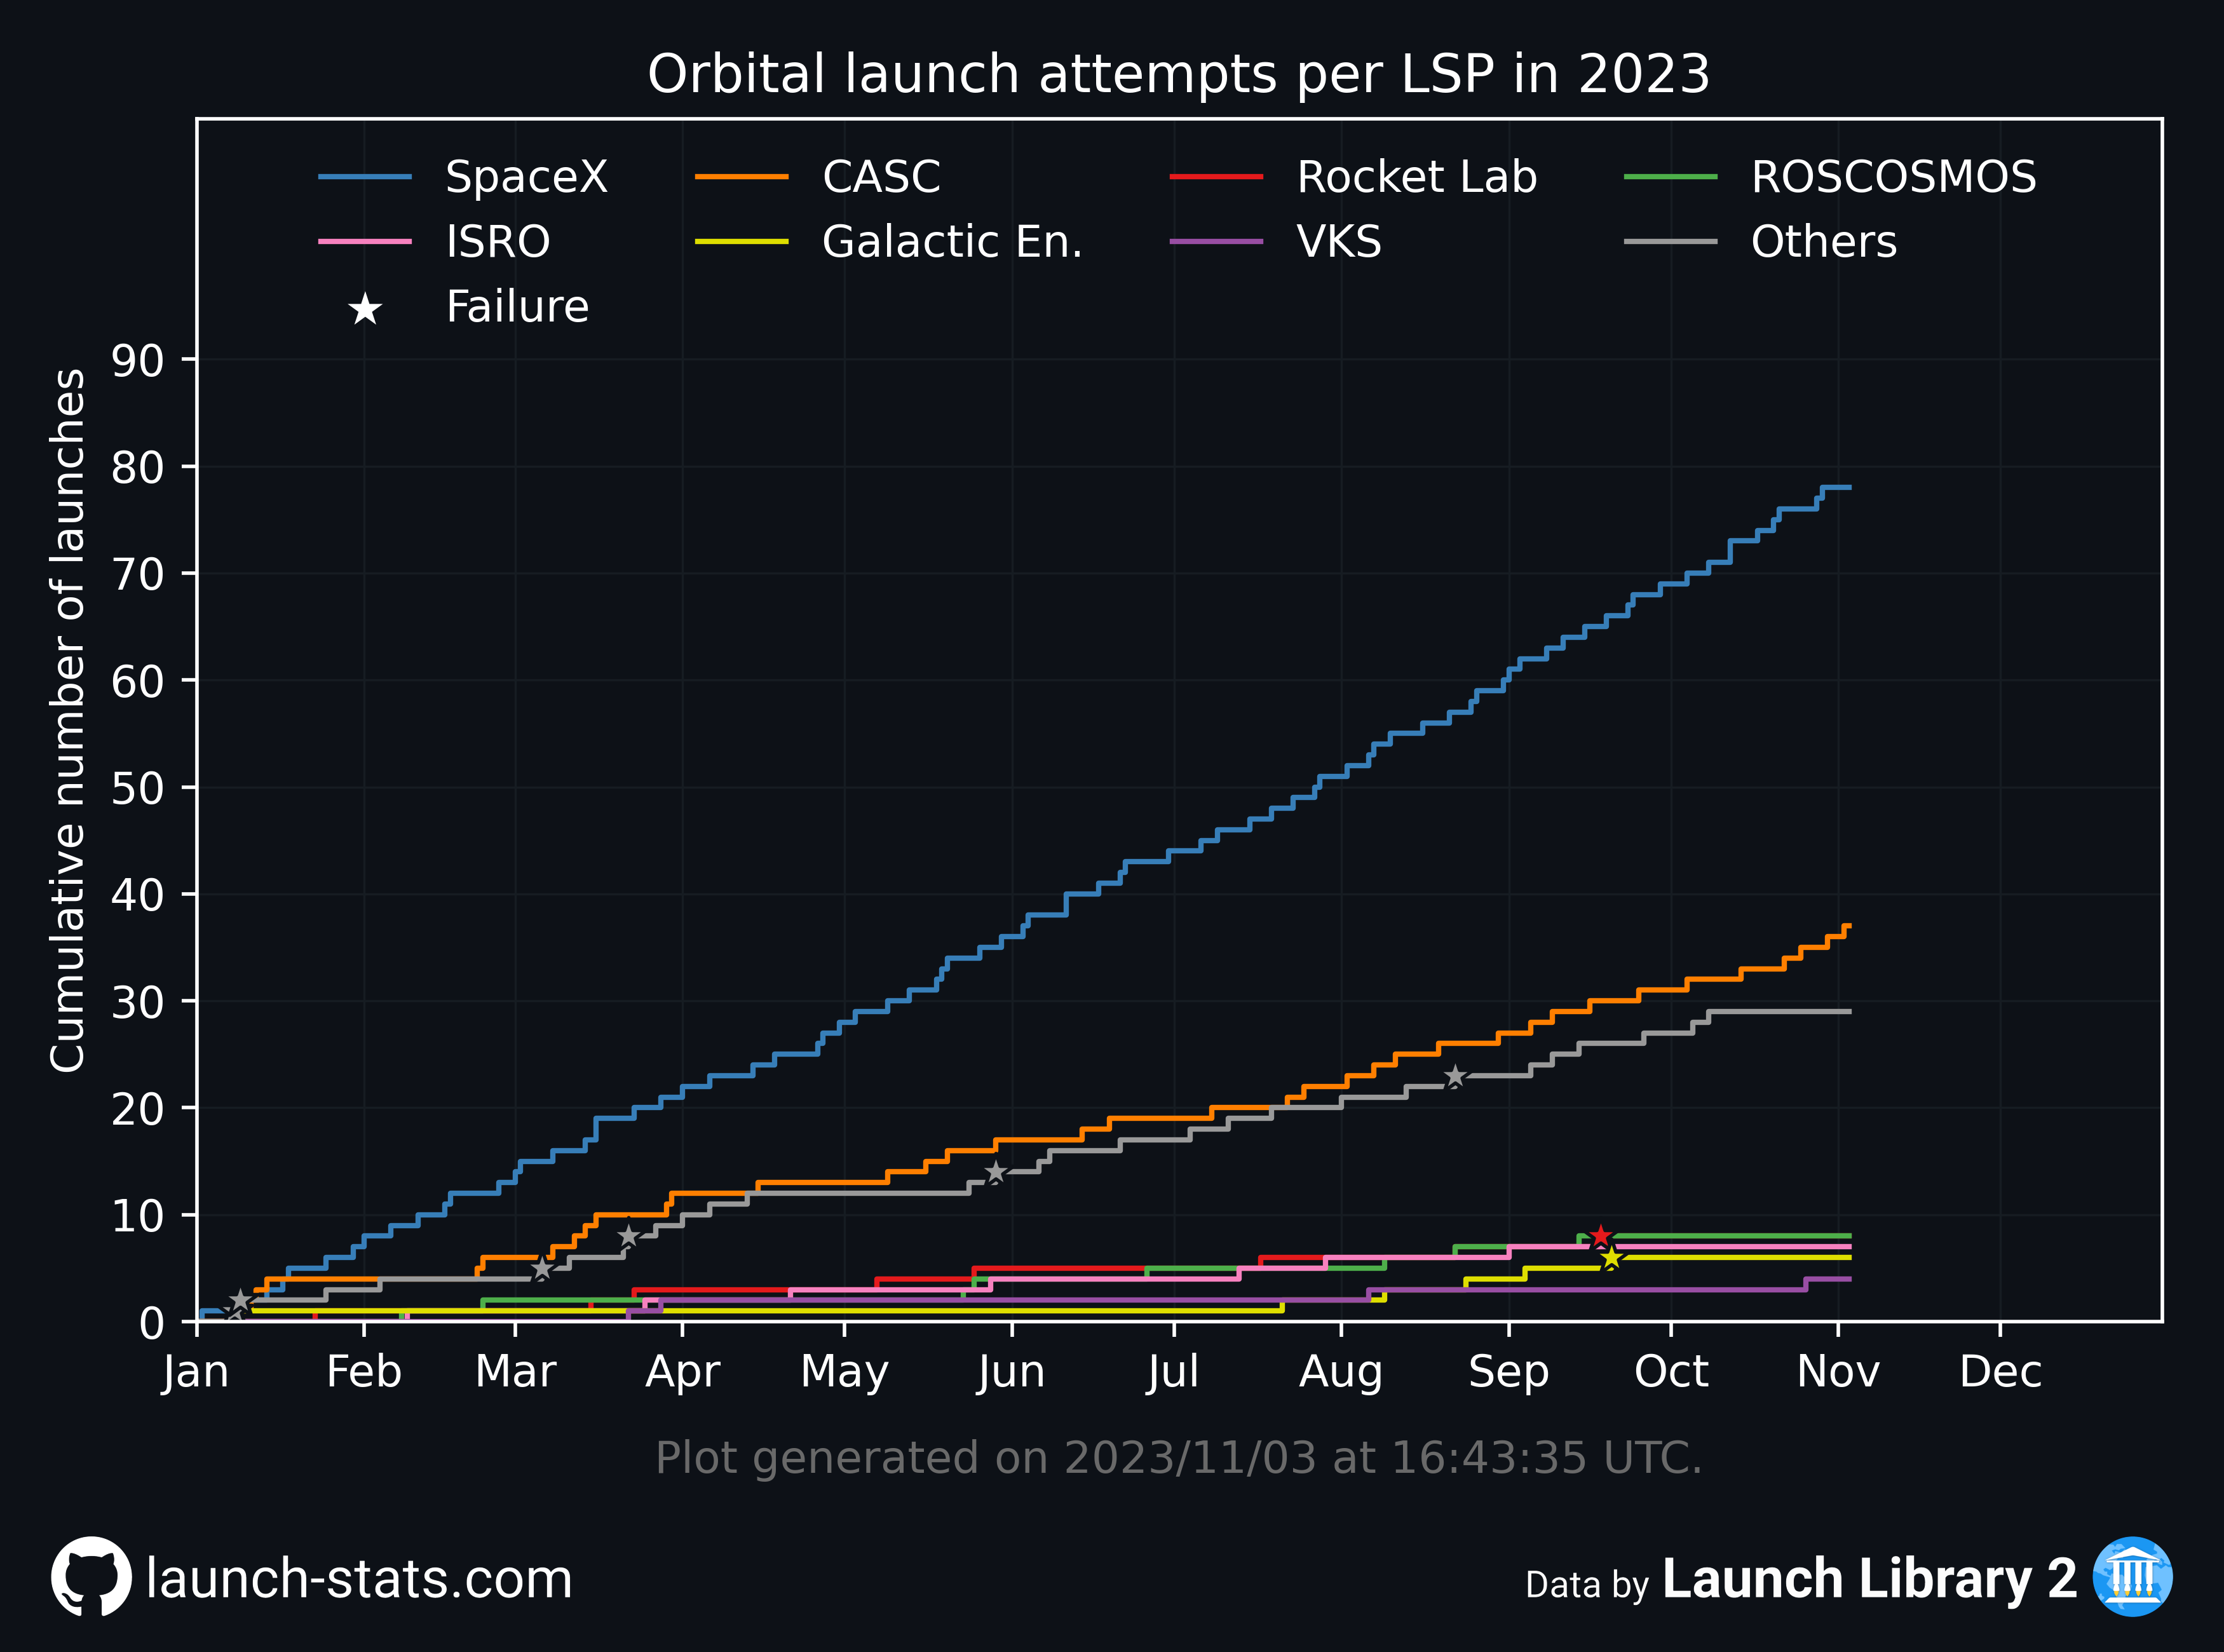 Orbital launch attempts per LSP in 2023
SpaceX CASC Rocket Lab ROSCOSMOS
ISRO Galactic En. VKS Others
Failure
Cumulative number of launches
90
80
70
60
50
40
30
20
10
0
Jan Feb Mar Apr May Jun Jul Aug Sep Oct Nov Dec
Plot generated on 2023/11/03 at 16:43:35 UTC.
launch-stats.com
Data by Launch Library 2